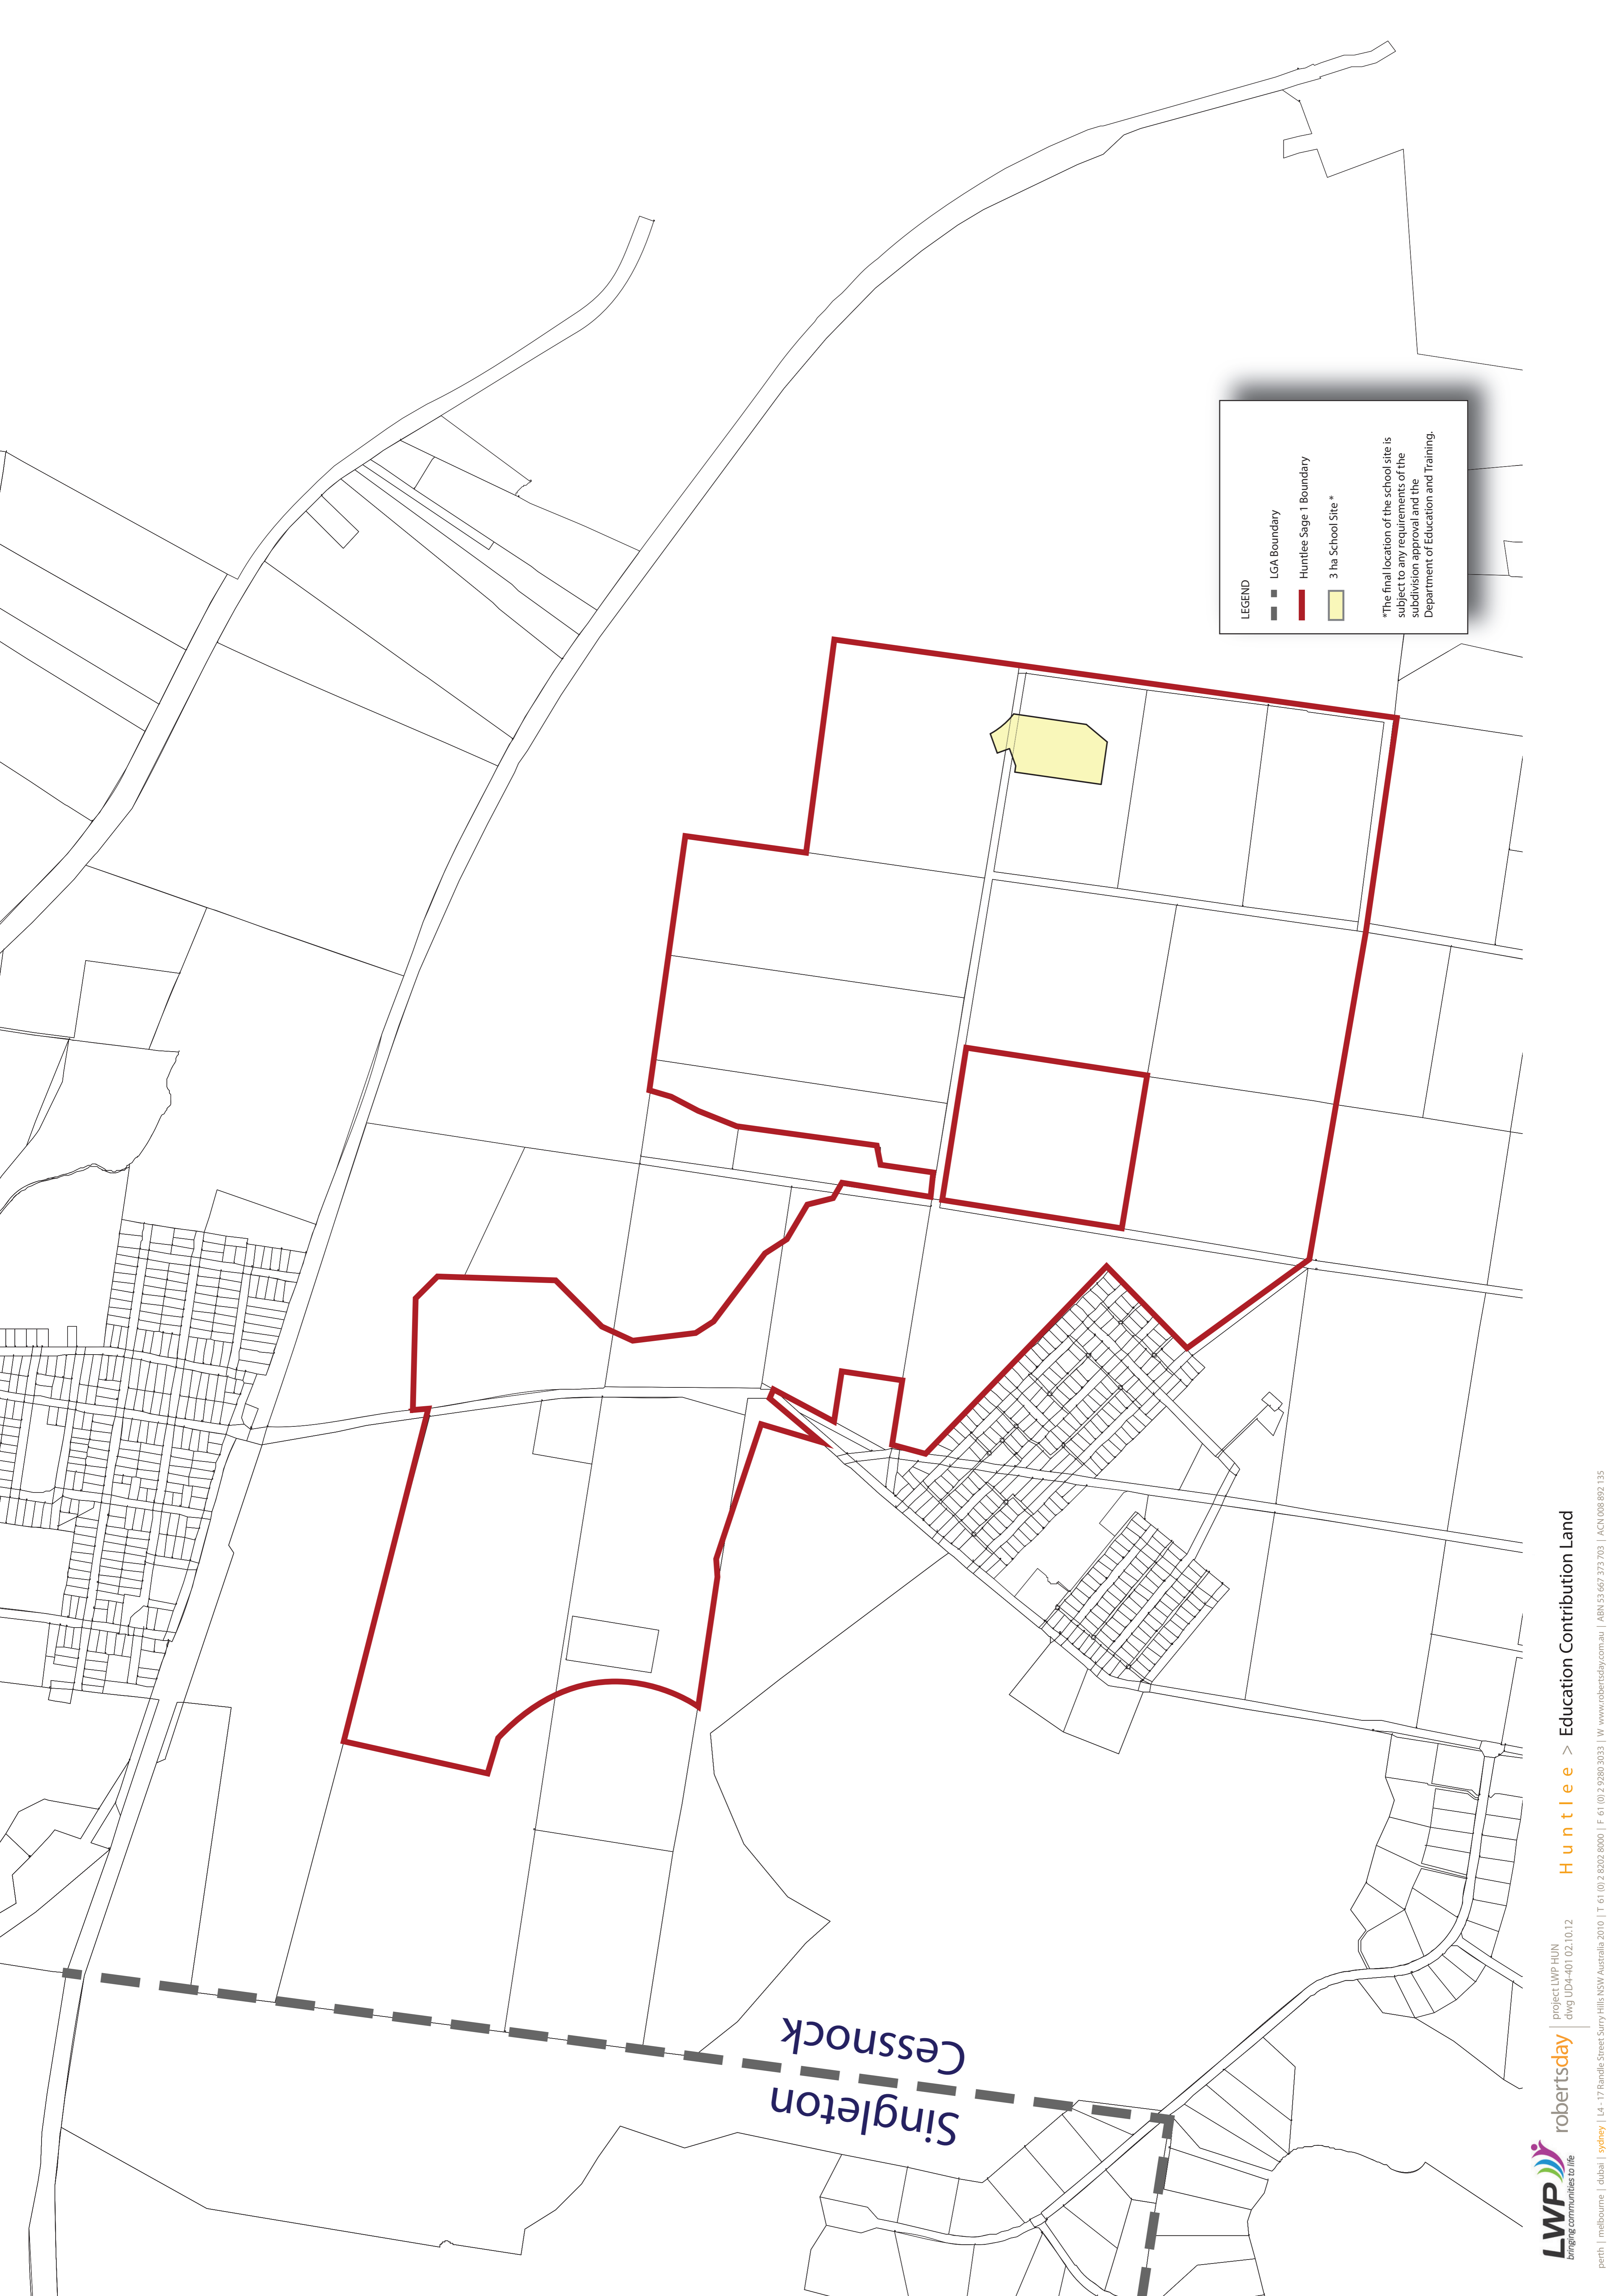 LEGEND
LGA Boundary
Huntlee Sage 1 Boundary
3 ha School Site *
*The final location of the school site is
subject to any requirements of the
subdivision approval and the
Department of Education and Training.
Singleton
Cessnock
LWP
bringing communities to life
robertsday
project LWP HUN
dwg UD4-401 02.10.12
Huntlee > Education Contribution Land
perth | melbourne | dubai | sydney | L4 - 17 Randle Street Surry Hills NSW Australia 2010 | T 61 (0) 2 8202 8000 | F 61 (0) 2 9280 3033 | W www.robertsday.com.au | ABN 53 667 373 703 | ACN 008 892 135